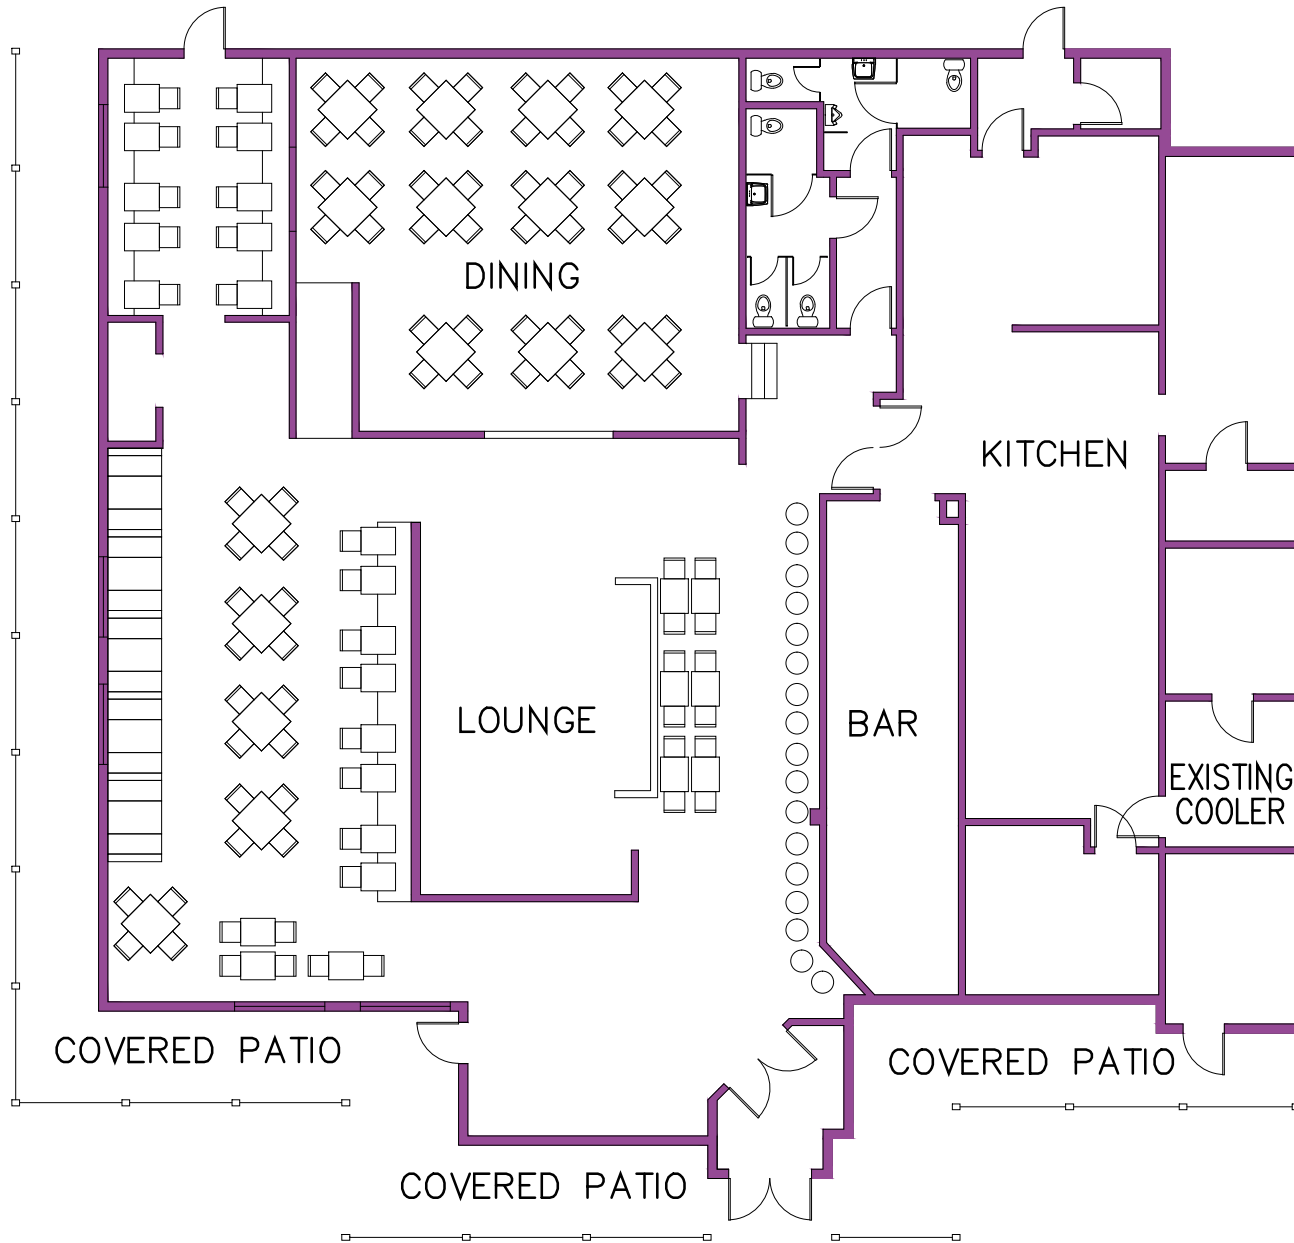 DINING
KITCHEN
LOUNGE
BAR
EXISTING
COOLER
COVERED PATIO
COVERED PATIO
COVERED PATIO